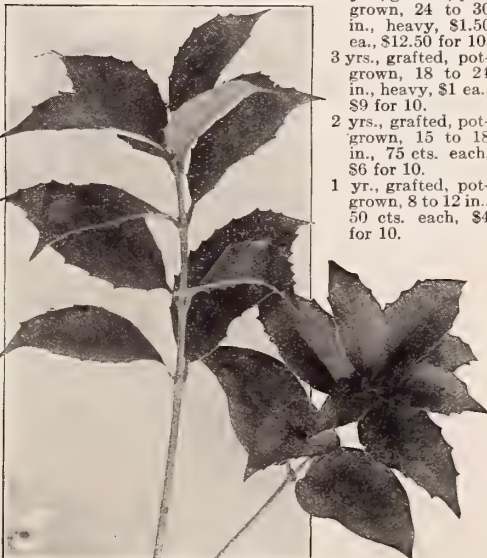 grown, 24 to 30
in., heavy, $1.50
ea., $12.50 for 10.
3 yrs., grafted, pot-
grown, 18 to 24
in., heavy, $1 ea.,
$9 for 10.
2 yrs., grafted, pot-
grown, 15 to 18
in., 75 cts. each,
$6 for 10.
1 yr., grafted, pot-
grown, 8 to 12 in.,
50 cts. each, $4
for 10.